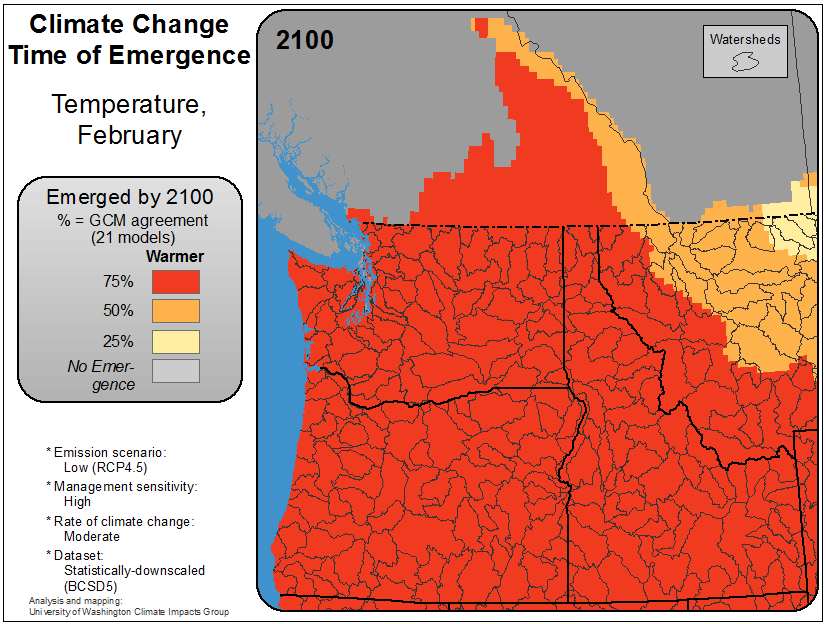 Climate Change
Time of Emergence
Temperature,
February
Emerged by 2100
% = GCM agreement
(21 models)
Warmer
75%
50%
25%
No Emer-
gence
* Emission scenario:
Low (RCP4.5)
* Management sensitivity:
High
* Rate of climate change:
Moderate
* Dataset:
Statistically-downscaled
(BCSD5)
Analysis and mapping:
University of Washington Climate Impacts Group
2100
Watersheds